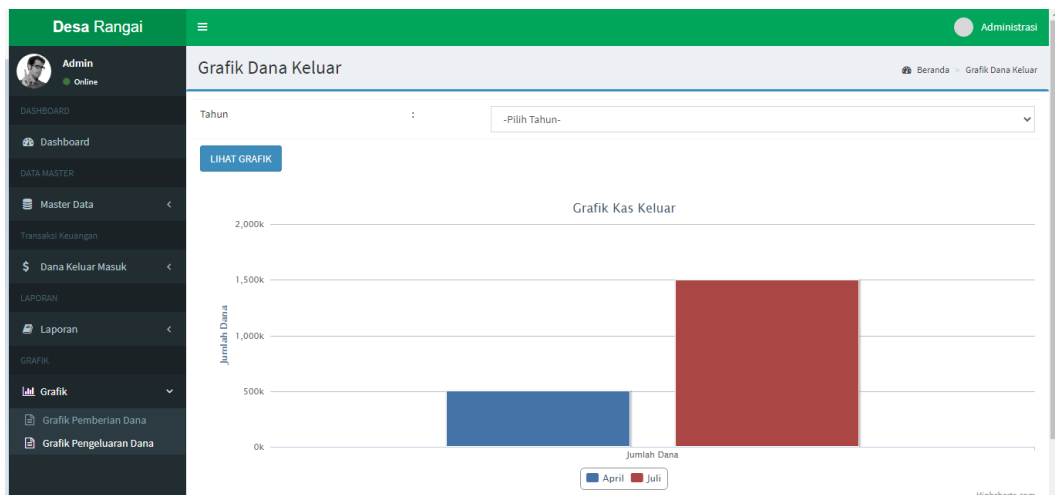 Desa Rangai
Administrasi
Admin
Online
DASHBOARD
Dashboard
DATA MASTER
Master Data
Transaksi Keuangan
Dana Keluar Masuk
LAPORAN
Laporan
GRAFIK
Grafik
Grafik Pemberian Dana
Grafik Pengeluaran Dana
Grafik Dana Keluar
Beranda > Grafik Dana Keluar
Tahun : -Pilih Tahun-
LIHAT GRAFIK
Grafik Kas Keluar
2,000k
1,500k
1,000k
500k
0k
Jumlah Dana
Jumlah Dana
April Juli
Highcharts.com